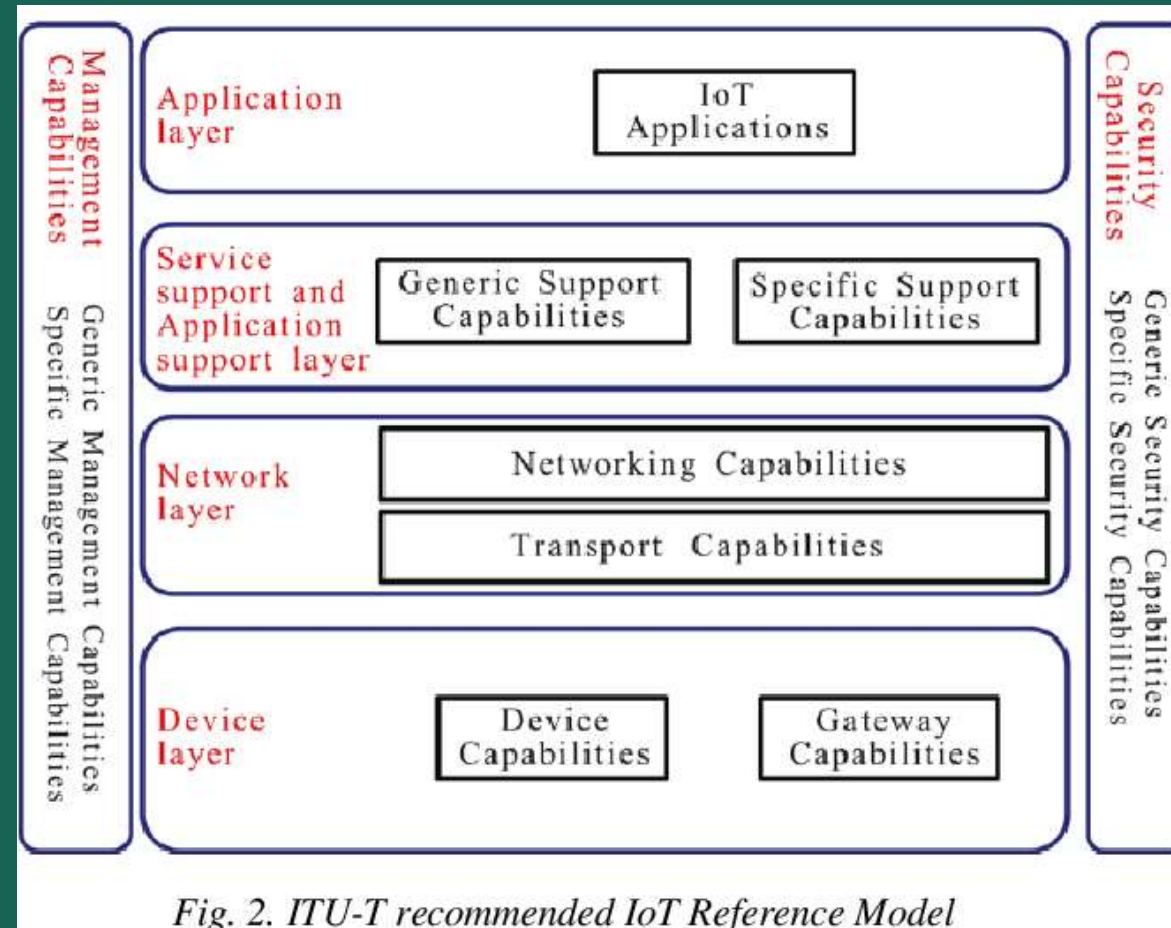 Management
Capabilities
Generic Management Capabilities
Specific Management Capabilities
Application
layer
IoT
Applications
Service
support and
Application
support layer
Generic Support
Capabilities
Specific Support
Capabilities
Network
layer
Networking Capabilities
Transport Capabilities
Device
layer
Device
Capabilities
Gateway
Capabilities
Security
Capabilities
Generic Security Capabilities
Specific Security Capabilities
Fig. 2. ITU-T recommended IoT Reference Model